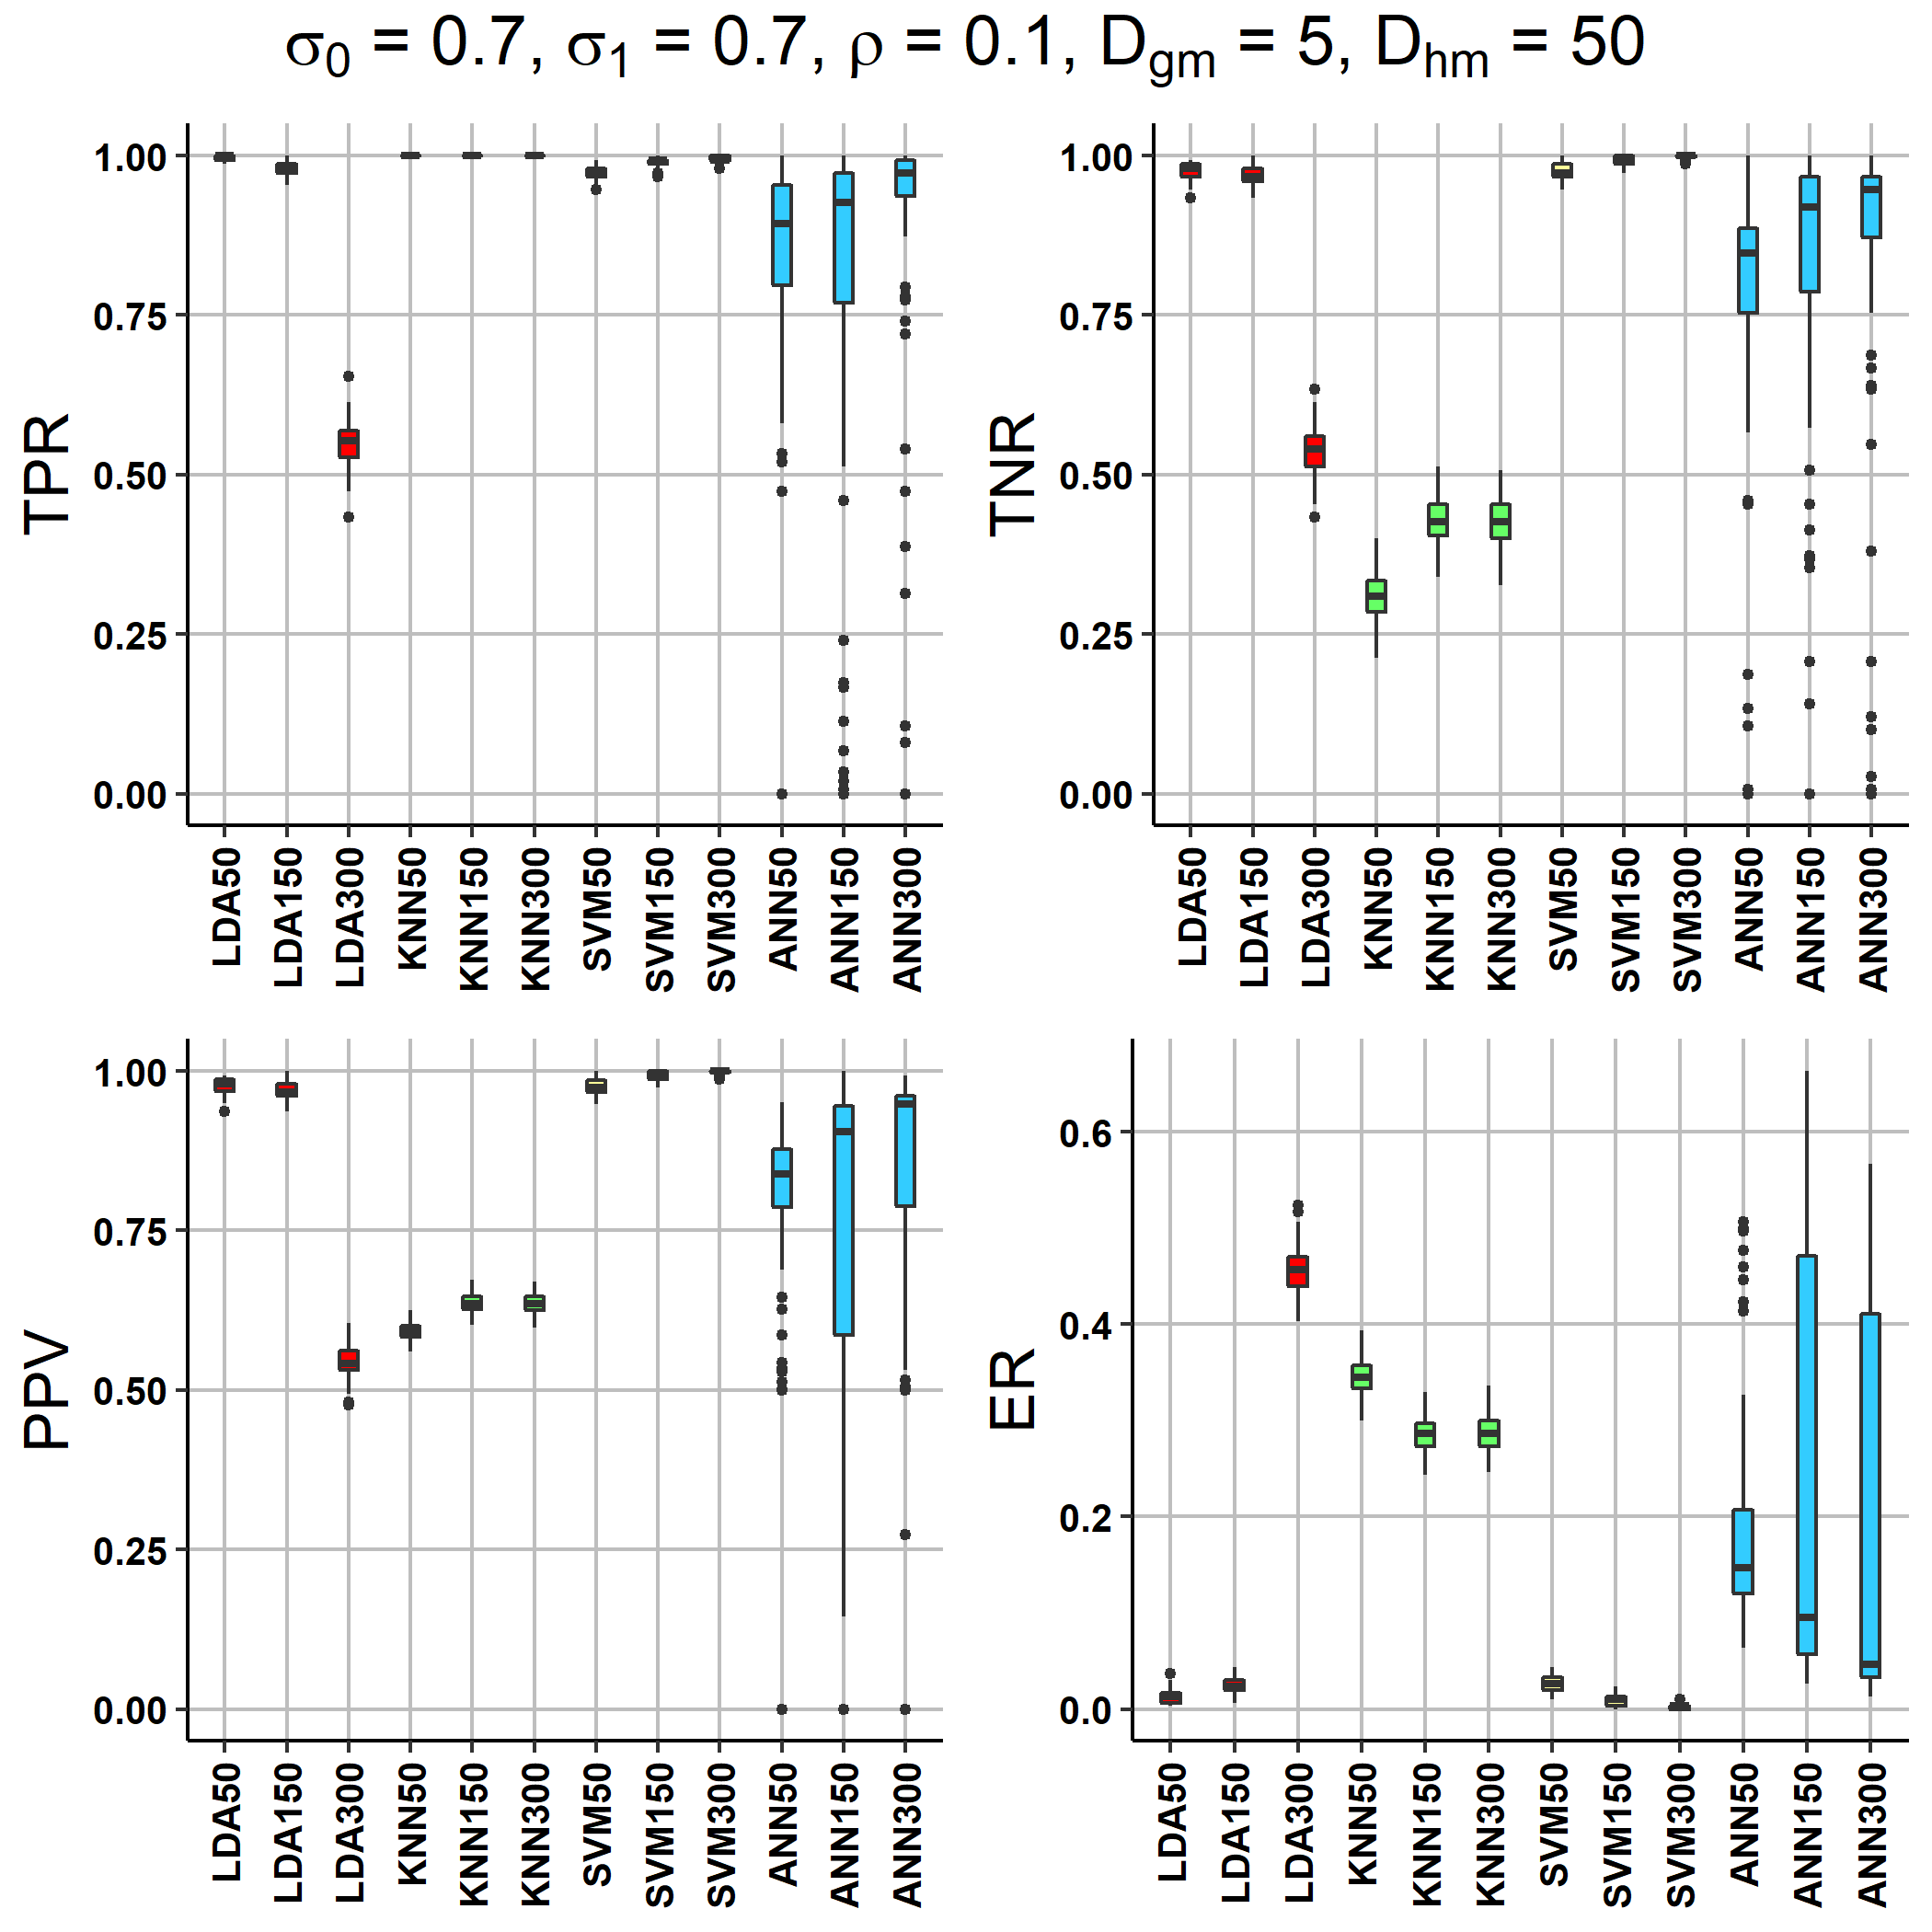 σ₀ = 0.7, σ₁ = 0.7, ρ = 0.1, D_gm = 5, D_hm = 50
TPR
1.00
0.75
0.50
0.25
0.00
LDA50
LDA150
LDA300
KNN50
KNN150
KNN300
SVM50
SVM150
SVM300
ANN50
ANN150
ANN300
TNR
1.00
0.75
0.50
0.25
0.00
LDA50
LDA150
LDA300
KNN50
KNN150
KNN300
SVM50
SVM150
SVM300
ANN50
ANN150
ANN300
PPV
1.00
0.75
0.50
0.25
0.00
LDA50
LDA150
LDA300
KNN50
KNN150
KNN300
SVM50
SVM150
SVM300
ANN50
ANN150
ANN300
ER
0.6
0.4
0.2
0.0
LDA50
LDA150
LDA300
KNN50
KNN150
KNN300
SVM50
SVM150
SVM300
ANN50
ANN150
ANN300